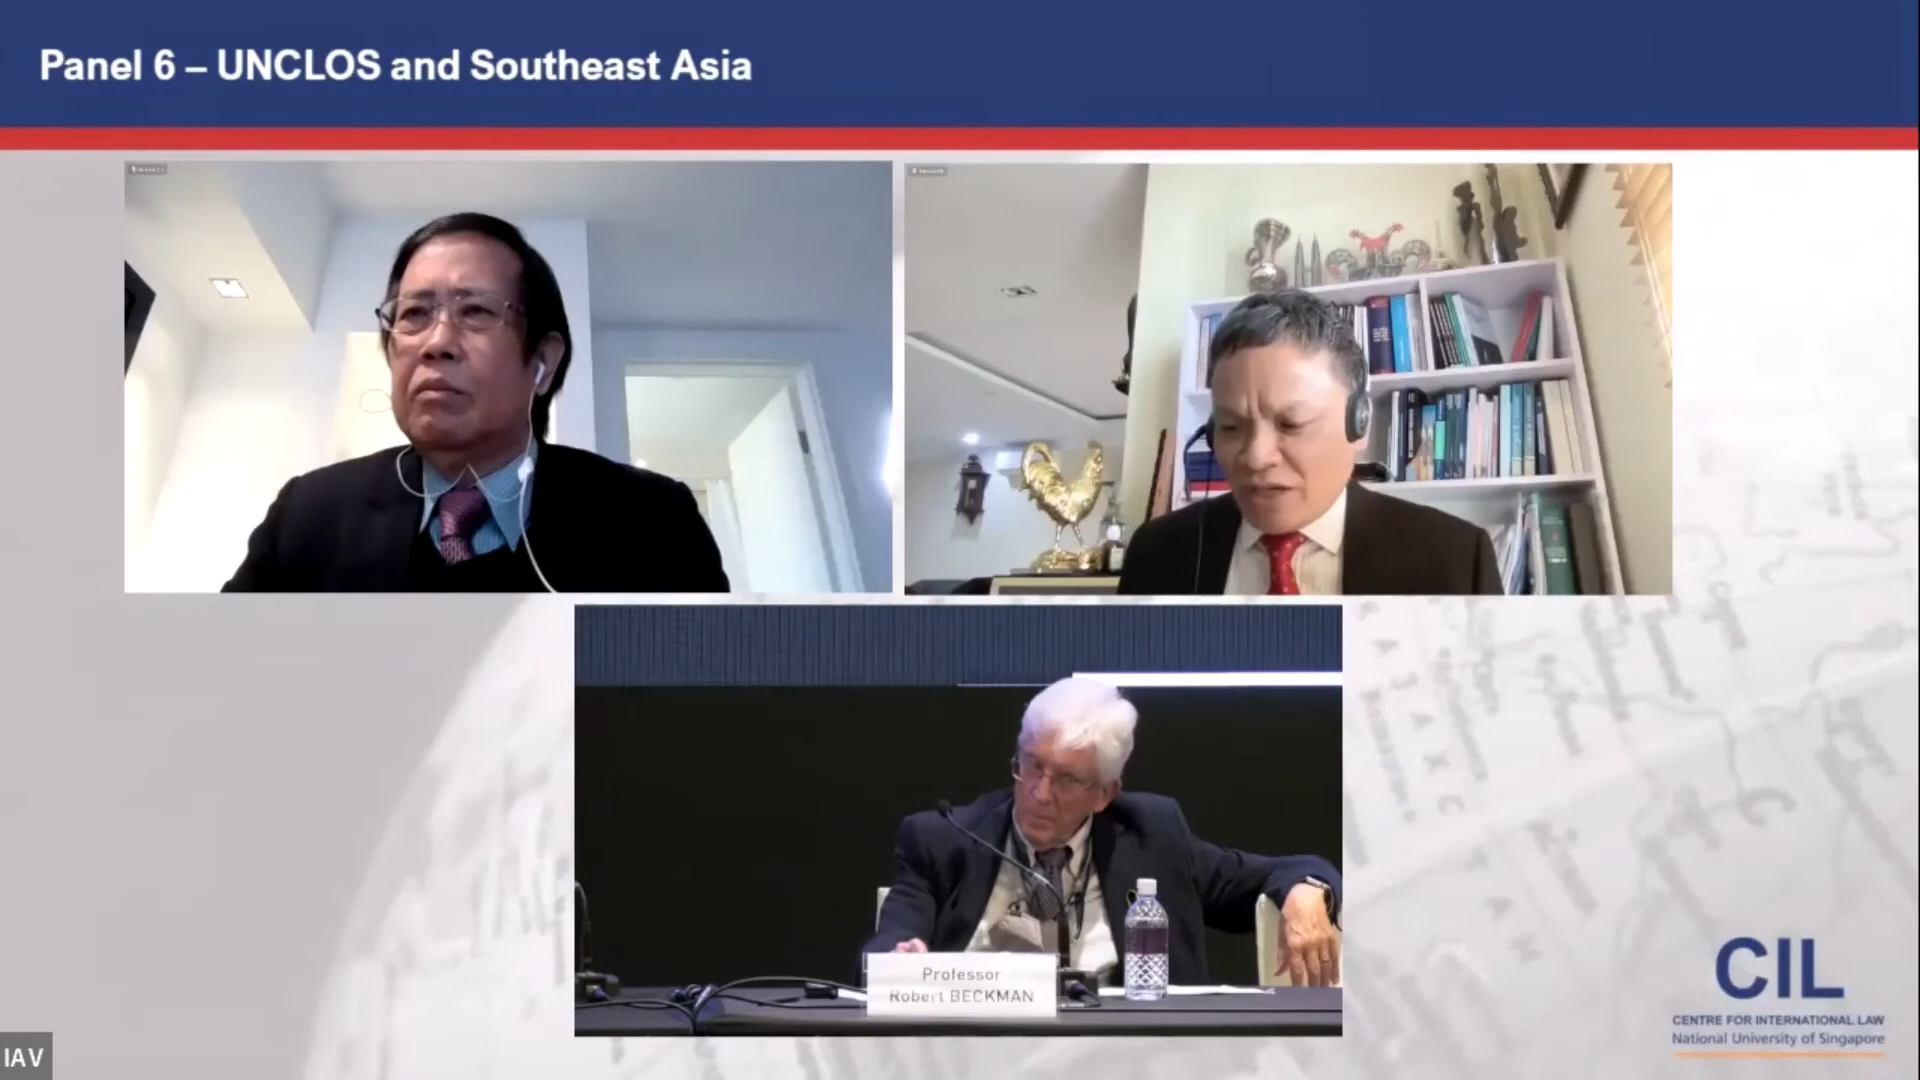 Panel 6 – UNCLOS and Southeast Asia
Professor
Robert BECKMAN
CIL
CENTRE FOR INTERNATIONAL LAW
National University of Singapore
IAV